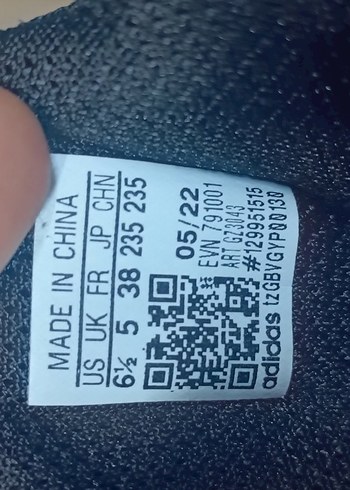 MADE IN CHINA
US UK FR JP CHN
6½ 5 38 235 235
05/22
EVN 791001
ART GZ3043
#129951515
adidas tzGBVGYP00130